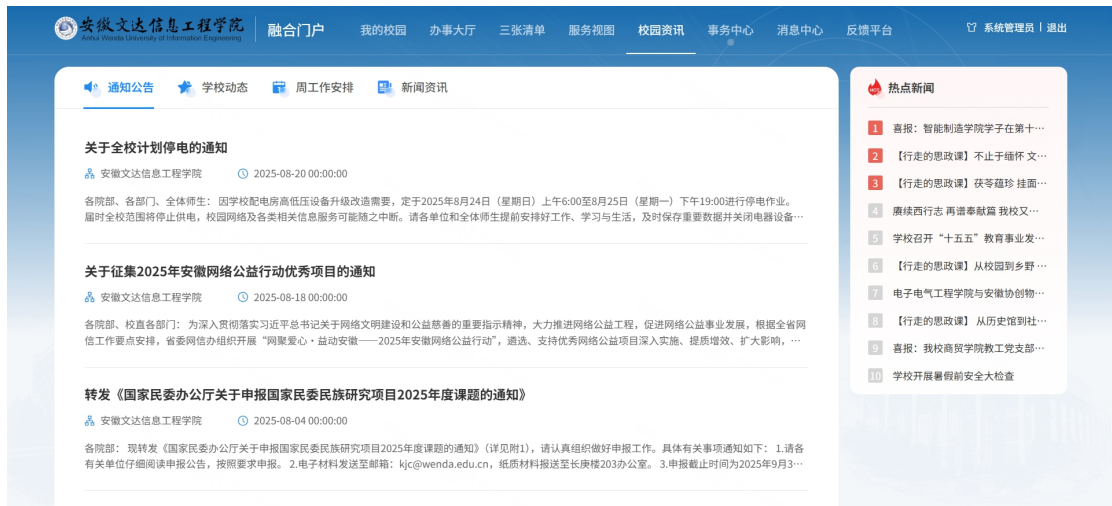 安徽文达信息工程学院
Anhui Wenda University of Information Engineering
融合门户
我的校园 办事大厅 三张清单 服务视图 校园资讯 事务中心 消息中心 反馈平台
系统管理员 | 退出
通知公告 学校动态 周工作安排 新闻资讯
关于全校计划停电的通知
安徽文达信息工程学院 2025-08-20 00:00:00
各院部、各部门、全体师生： 因学校配电房高低压设备升级改造需要，定于2025年8月24日（星期日）上午6:00至8月25日（星期一）下午19:00进行停电作业。
届时全校范围将停止供电，校园网络及各类相关信息服务可能随之中断。请各单位和全体师生提前安排好工作、学习与生活，及时保存重要数据并关闭电器设备…
关于征集2025年安徽网络公益行动优秀项目的通知
安徽文达信息工程学院 2025-08-18 00:00:00
各院部、校直各部门： 为深入贯彻落实习近平总书记关于网络文明建设和公益慈善的重要指示精神，大力推进网络公益工程，促进网络公益事业发展，根据全省网
信工作要点安排，省委网信办组织开展“网聚爱心·益动安徽——2025年安徽网络公益行动”，遴选、支持优秀网络公益项目深入实施、提质增效、扩大影响，…
转发《国家民委办公厅关于申报国家民委民族研究项目2025年度课题的通知》
安徽文达信息工程学院 2025-08-04 00:00:00
各院部： 现转发《国家民委办公厅关于申报国家民委民族研究项目2025年度课题的通知》（详见附1），请认真组织做好申报工作。具体有关事项通知如下： 1.请各
有关单位仔细阅读申报公告，按照要求申报。 2.电子材料发送至邮箱：kjc@wenda.edu.cn，纸质材料报送至长庚楼203办公室。 3.申报截止时间为2025年9月3…
HOT 热点新闻
1 喜报：智能制造学院学子在第十…
2 【行走的思政课】不止于缅怀 文…
3 【行走的思政课】茯苓蕴珍 挂面…
4 赓续西行志 再谱奉献篇 我校又…
5 学校召开“十五五”教育事业发…
6 【行走的思政课】从校园到乡野 …
7 电子电气工程学院与安徽协创物…
8 【行走的思政课】 从历史馆到社…
9 喜报：我校商贸学院教工党支部…
10 学校开展暑假前安全大检查